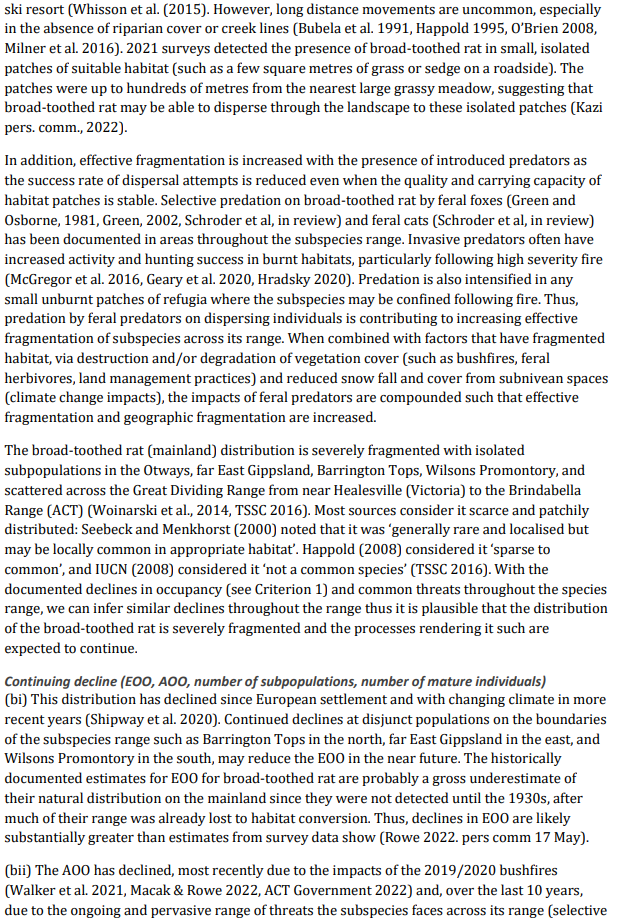 ski resort (Whisson et al. (2015). However, long distance movements are uncommon, especially
in the absence of riparian cover or creek lines (Bubela et al. 1991, Happold 1995, O'Brien 2008,
Milner et al. 2016). 2021 surveys detected the presence of broad-toothed rat in small, isolated
patches of suitable habitat (such as a few square metres of grass or sedge on a roadside). The
patches were up to hundreds of metres from the nearest large grassy meadow, suggesting that
broad-toothed rat may be able to disperse through the landscape to these isolated patches (Kazi
pers. comm., 2022).
In addition, effective fragmentation is increased with the presence of introduced predators as
the success rate of dispersal attempts is reduced even when the quality and carrying capacity of
habitat patches is stable. Selective predation on broad-toothed rat by feral foxes (Green and
Osborne, 1981, Green, 2002, Schroder et al, in review) and feral cats (Schroder et al, in review)
has been documented in areas throughout the subspecies range. Invasive predators often have
increased activity and hunting success in burnt habitats, particularly following high severity fire
(McGregor et al. 2016, Geary et al. 2020, Hradsky 2020). Predation is also intensified in any
small unburnt patches of refugia where the subspecies may be confined following fire. Thus,
predation by feral predators on dispersing individuals is contributing to increasing effective
fragmentation of subspecies across its range. When combined with factors that have fragmented
habitat, via destruction and/or degradation of vegetation cover (such as bushfires, feral
herbivores, land management practices) and reduced snow fall and cover from subnivean spaces
(climate change impacts), the impacts of feral predators are compounded such that effective
fragmentation and geographic fragmentation are increased.
The broad-toothed rat (mainland) distribution is severely fragmented with isolated
subpopulations in the Otways, far East Gippsland, Barrington Tops, Wilsons Promontory, and
scattered across the Great Dividing Range from near Healesville (Victoria) to the Brindabella
Range (ACT) (Woinarski et al., 2014, TSSC 2016). Most sources consider it scarce and patchily
distributed: Seebeck and Menkhorst (2000) noted that it was 'generally rare and localised but
may be locally common in appropriate habitat'. Happold (2008) considered it 'sparse to
common', and IUCN (2008) considered it 'not a common species' (TSSC 2016). With the
documented declines in occupancy (see Criterion 1) and common threats throughout the species
range, we can infer similar declines throughout the range thus it is plausible that the distribution
of the broad-toothed rat is severely fragmented and the processes rendering it such are
expected to continue.
Continuing decline (EOO, AOO, number of subpopulations, number of mature individuals)
(bi) This distribution has declined since European settlement and with changing climate in more
recent years (Shipway et al. 2020). Continued declines at disjunct populations on the boundaries
of the subspecies range such as Barrington Tops in the north, far East Gippsland in the east, and
Wilsons Promontory in the south, may reduce the EOO in the near future. The historically
documented estimates for EOO for broad-toothed rat are probably a gross underestimate of
their natural distribution on the mainland since they were not detected until the 1930s, after
much of their range was already lost to habitat conversion. Thus, declines in EOO are likely
substantially greater than estimates from survey data show (Rowe 2022. pers comm 17 May).
(bii) The AOO has declined, most recently due to the impacts of the 2019/2020 bushfires
(Walker et al. 2021, Macak & Rowe 2022, ACT Government 2022) and, over the last 10 years,
due to the ongoing and pervasive range of threats the subspecies faces across its range (selective